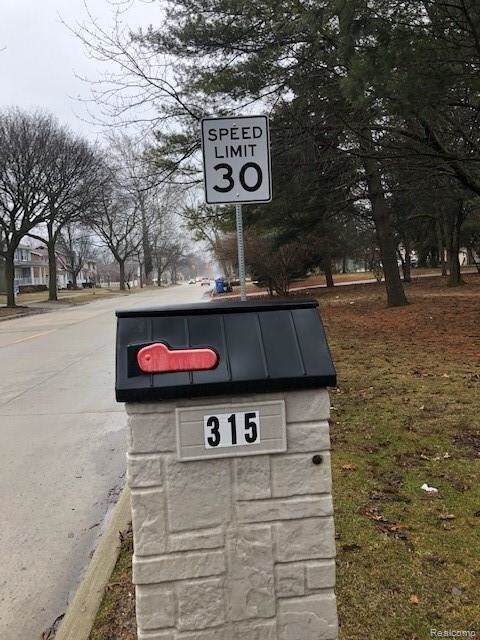 SPEED
LIMIT
30
315
Realcomp